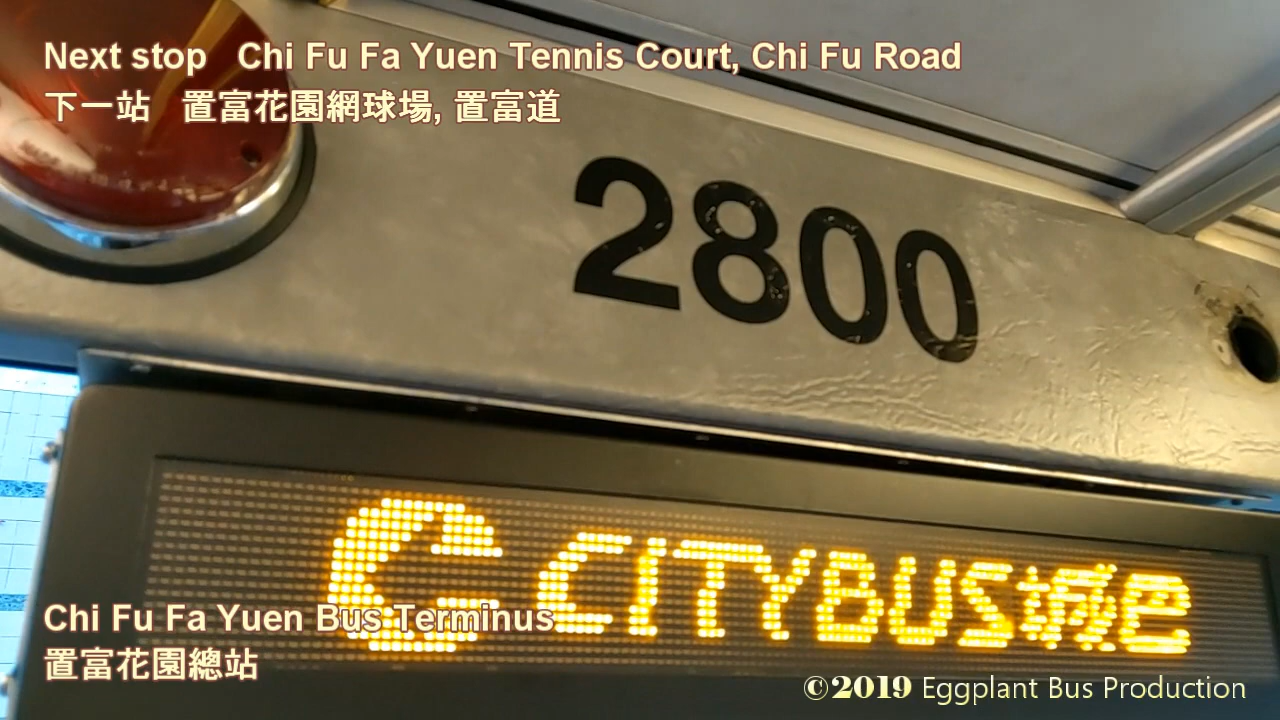 Next stop Chi Fu Fa Yuen Tennis Court, Chi Fu Road
下一站 置富花園網球場, 置富道
2800
CITYBUS城巴
Chi Fu Fa Yuen Bus Terminus
置富花園總站
©2019 Eggplant Bus Production